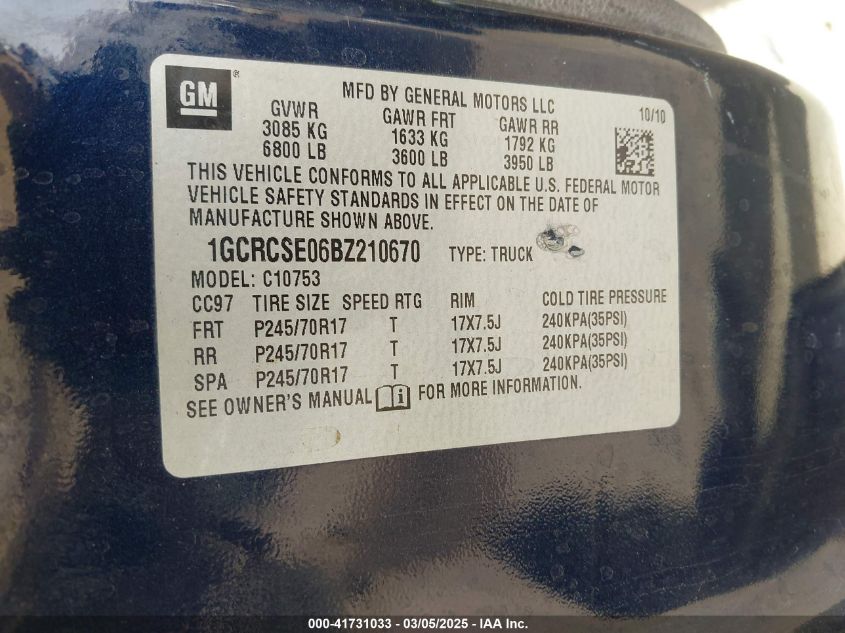 GM®
MFD BY GENERAL MOTORS LLC
10/10
GVWR GAWR FRT GAWR RR
3085 KG 1633 KG 1792 KG
6800 LB 3600 LB 3950 LB
THIS VEHICLE CONFORMS TO ALL APPLICABLE U.S. FEDERAL MOTOR
VEHICLE SAFETY STANDARDS IN EFFECT ON THE DATE OF
MANUFACTURE SHOWN ABOVE.
1GCRCSE06BZ210670 TYPE: TRUCK
MODEL: C10753
CC97 TIRE SIZE SPEED RTG RIM COLD TIRE PRESSURE
FRT P245/70R17 T 17X7.5J 240KPA(35PSI)
RR P245/70R17 T 17X7.5J 240KPA(35PSI)
SPA P245/70R17 T 17X7.5J 240KPA(35PSI)
SEE OWNER'S MANUAL i FOR MORE INFORMATION.
000-41731033 - 03/05/2025 - IAA Inc.